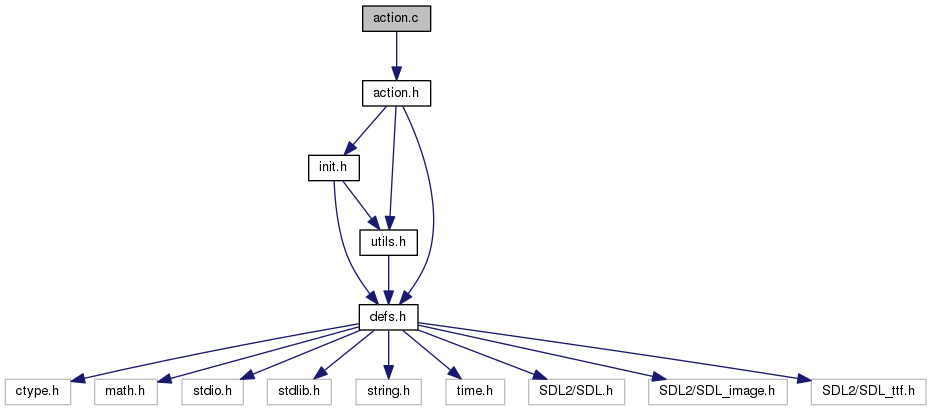 action.c
action.h
init.h
utils.h
defs.h
ctype.h
math.h
stdio.h
stdlib.h
string.h
time.h
SDL2/SDL.h
SDL2/SDL_image.h
SDL2/SDL_ttf.h